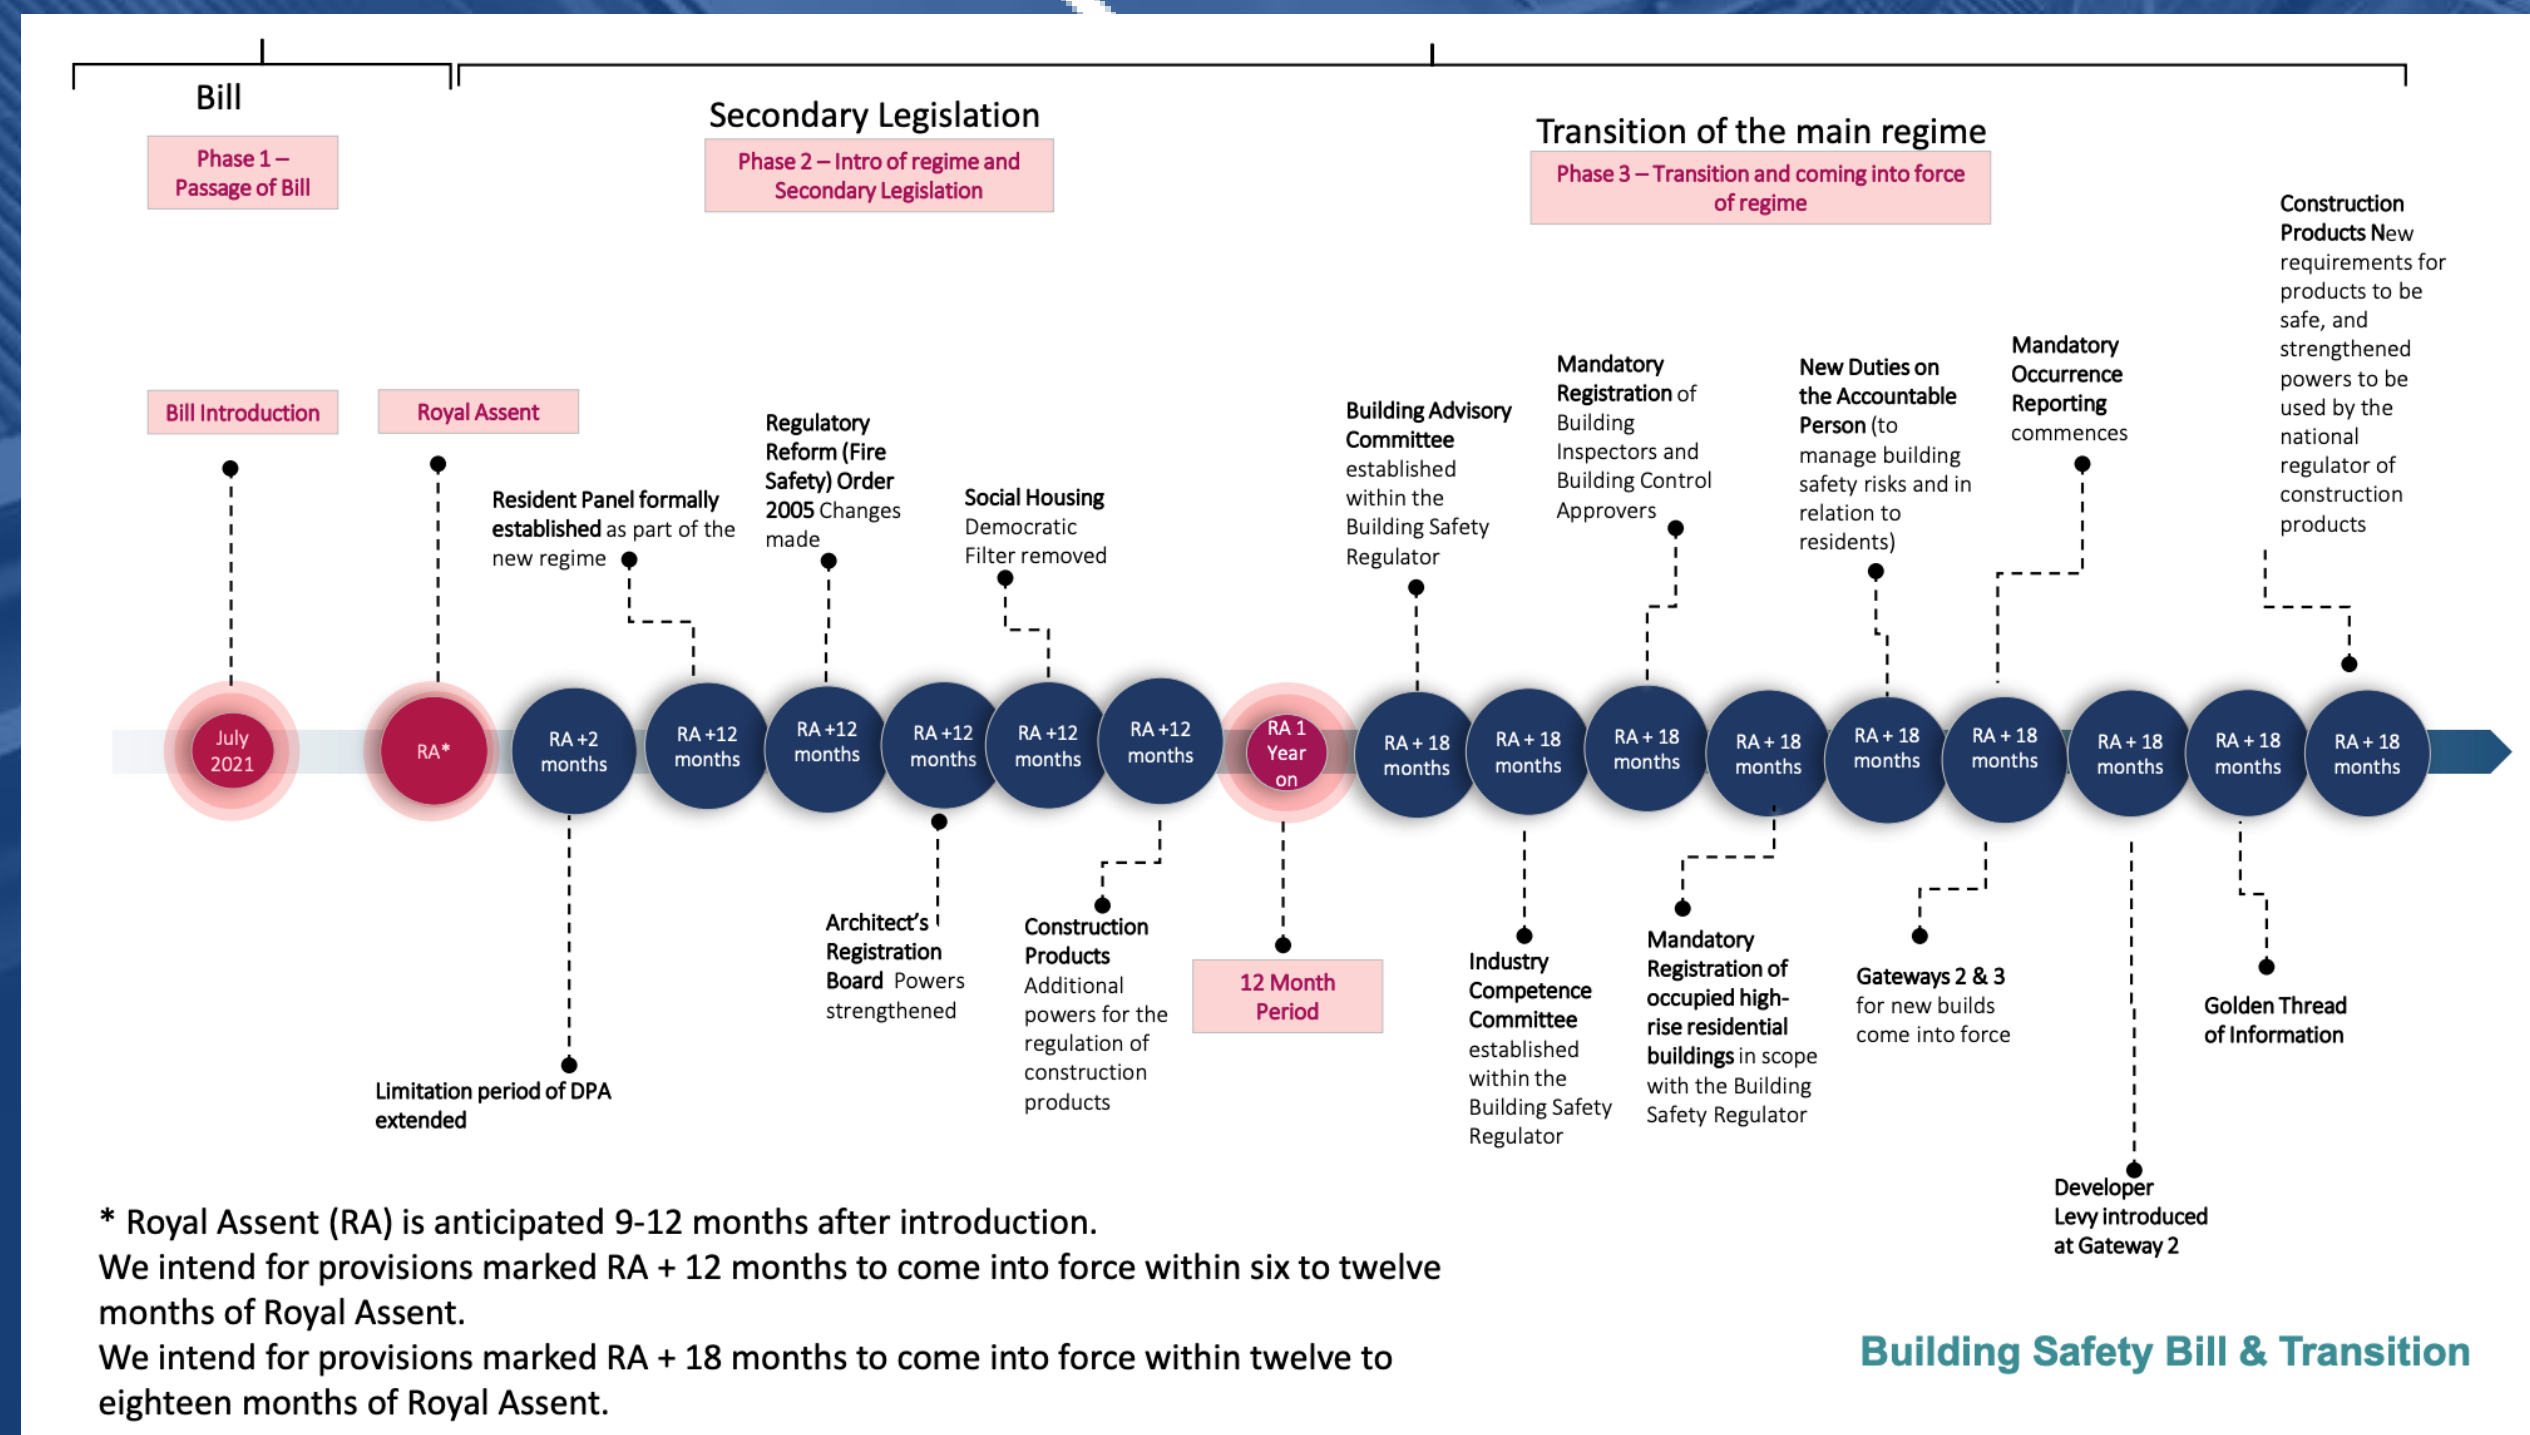 Bill
Phase 1 –
Passage of Bill
Secondary Legislation
Phase 2 – Intro of regime and
Secondary Legislation
Transition of the main regime
Phase 3 – Transition and coming into force
of regime
Bill Introduction
Royal Assent
Resident Panel formally
established as part of the
new regime
Regulatory
Reform (Fire
Safety) Order
2005 Changes
made
Social Housing
Democratic
Filter removed
Building Advisory
Committee
established
within the
Building Safety
Regulator
Mandatory
Registration of
Building
Inspectors and
Building Control
Approvers
New Duties on
the Accountable
Person (to
manage building
safety risks and in
relation to
residents)
Mandatory
Occurrence
Reporting
commences
Construction
Products New
requirements for
products to be
safe, and
strengthened
powers to be
used by the
national
regulator of
construction
products
July
2021
RA*
RA +2
months
RA +12
months
RA +12
months
RA +12
months
RA +12
months
RA +12
months
RA 1
Year
on
RA + 18
months
RA + 18
months
RA + 18
months
RA + 18
months
RA + 18
months
RA + 18
months
RA + 18
months
RA + 18
months
RA + 18
months
Limitation period of DPA
extended
Architect's
Registration
Board Powers
strengthened
Construction
Products
Additional
powers for the
regulation of
construction
products
12 Month
Period
Industry
Competence
Committee
established
within the
Building Safety
Regulator
Mandatory
Registration of
occupied high-
rise residential
buildings in scope
with the Building
Safety Regulator
Gateways 2 & 3
for new builds
come into force
Developer
Levy introduced
at Gateway 2
Golden Thread
of Information
* Royal Assent (RA) is anticipated 9-12 months after introduction.
We intend for provisions marked RA + 12 months to come into force within six to twelve
months of Royal Assent.
We intend for provisions marked RA + 18 months to come into force within twelve to
eighteen months of Royal Assent.
Building Safety Bill & Transition